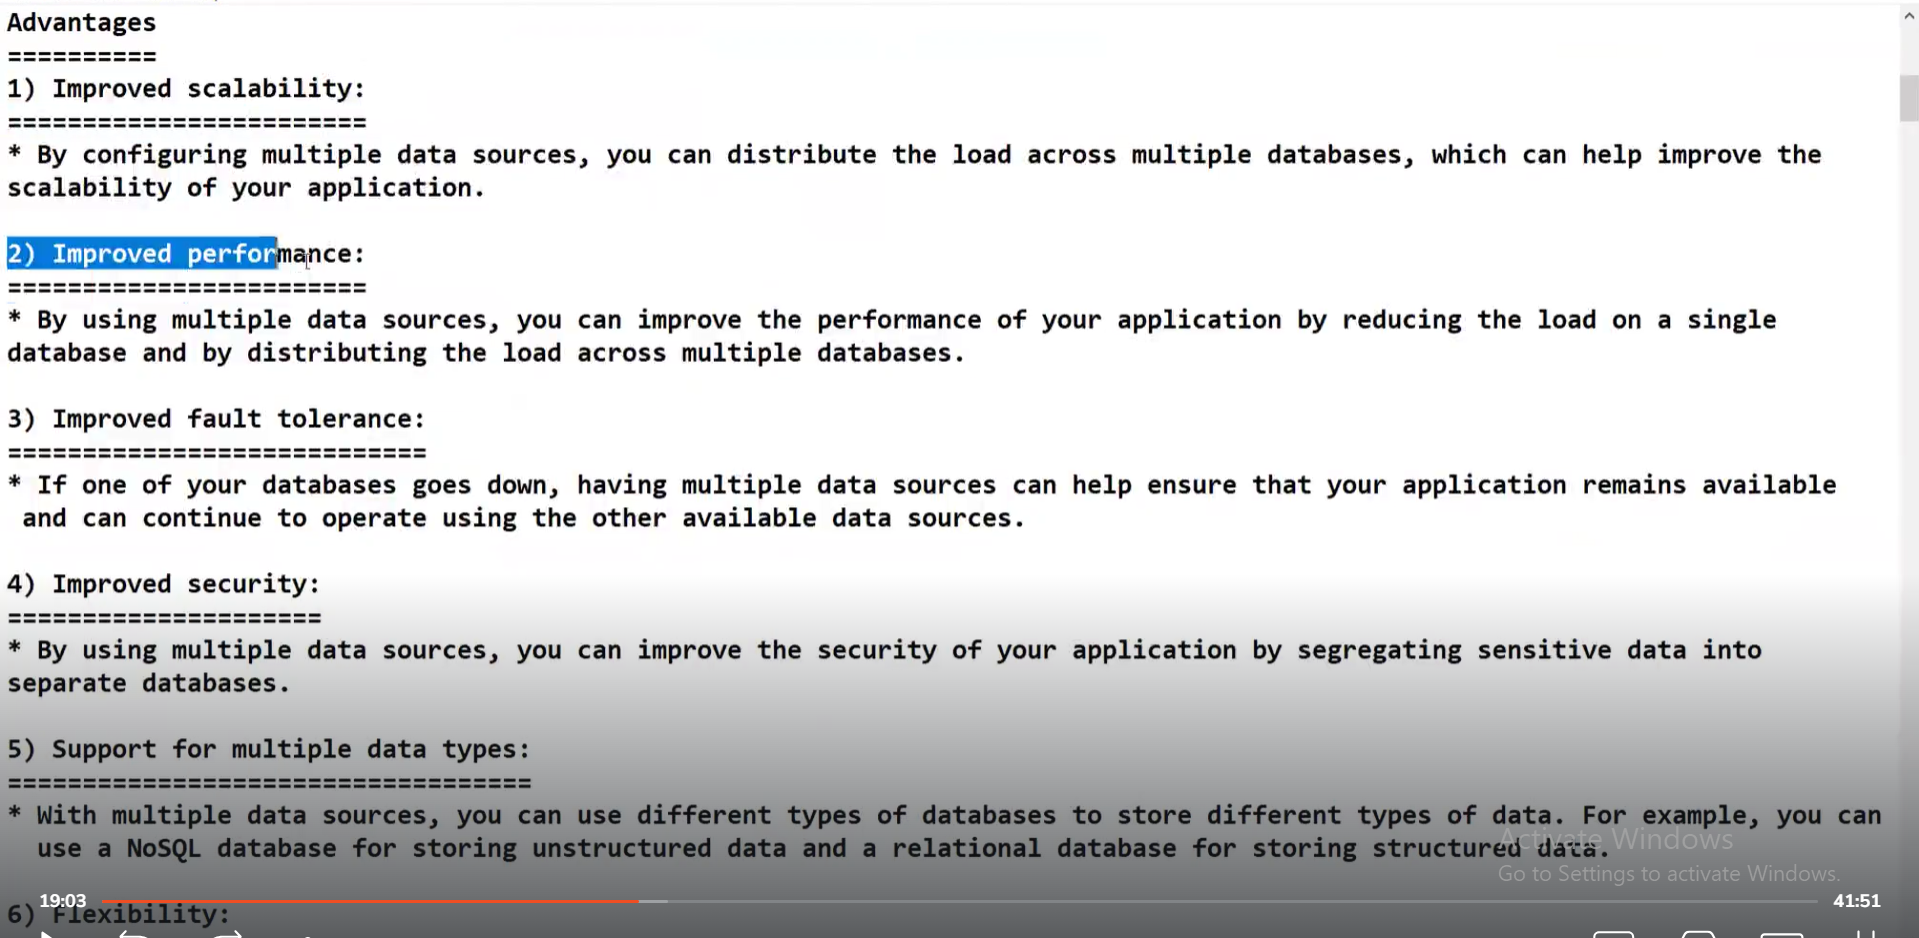 Advantages
==========
1) Improved scalability:
========================
* By configuring multiple data sources, you can distribute the load across multiple databases, which can help improve the
scalability of your application.
2) Improved performance:
========================
* By using multiple data sources, you can improve the performance of your application by reducing the load on a single
database and by distributing the load across multiple databases.
3) Improved fault tolerance:
============================
* If one of your databases goes down, having multiple data sources can help ensure that your application remains available
and can continue to operate using the other available data sources.
4) Improved security:
=====================
* By using multiple data sources, you can improve the security of your application by segregating sensitive data into
separate databases.
5) Support for multiple data types:
===================================
* With multiple data sources, you can use different types of databases to store different types of data. For example, you can
use a NoSQL database for storing unstructured data and a relational database for storing structured data.
Activate Windows
Go to Settings to activate Windows.
19:03
41:51
6) Flexibility: